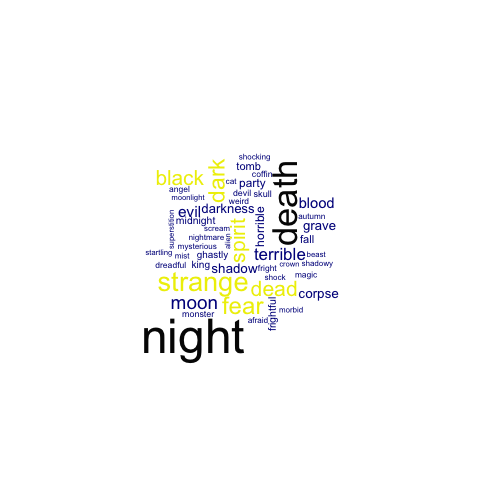 shocking
tomb
coffin
black
dark
cat
party
death
angel
devil
skull
moonlight
weird
blood
evil
darkness
autumn
midnight
superstition
scream
spirit
horrible
grave
nightmare
alien
fall
mysterious
startling
mist
ghastly
terrible
beast
dreadful
king
shadow
fright
crown
shadowy
strange
shock
magic
dead
corpse
moon
fear
frightful
morbid
monster
afraid
night